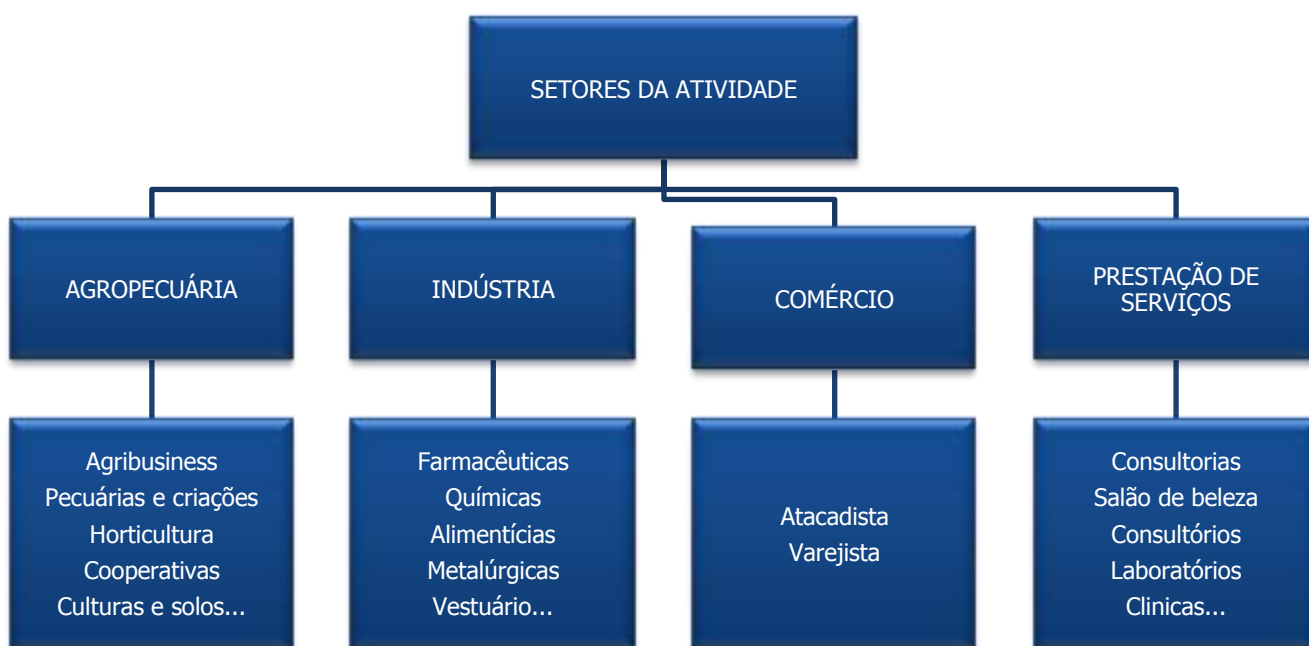 SETORES DA ATIVIDADE
AGROPECUÁRIA
INDÚSTRIA
COMÉRCIO
PRESTAÇÃO DE
SERVIÇOS
Agribusiness
Pecuárias e criações
Horticultura
Cooperativas
Culturas e solos...
Farmacêuticas
Químicas
Alimentícias
Metalúrgicas
Vestuário...
Atacadista
Varejista
Consultorias
Salão de beleza
Consultórios
Laboratórios
Clinicas...